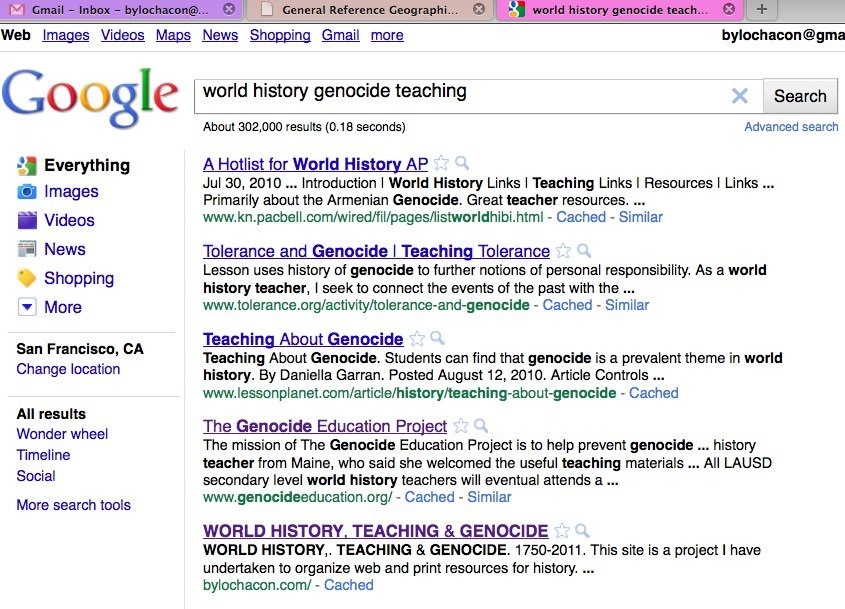 Gmail – Inbox – bylochacon@...
General Reference Geographi...
world history genocide teach...
Web Images Videos Maps News Shopping Gmail more
bylochacon@gma
Google
world history genocide teaching
Search
About 302,000 results (0.18 seconds)
Advanced search
Everything
Images
Videos
News
Shopping
More
San Francisco, CA
Change location
All results
Wonder wheel
Timeline
Social
More search tools
A Hotlist for World History AP
Jul 30, 2010 ... Introduction | World History Links | Teaching Links | Resources | Links ...
Primarily about the Armenian Genocide. Great teacher resources. ...
www.kn.pacbell.com/wired/fil/pages/listworldhibi.html - Cached - Similar
Tolerance and Genocide | Teaching Tolerance
Lesson uses history of genocide to further notions of personal responsibility. As a world
history teacher, I seek to connect the events of the past with the ...
www.tolerance.org/activity/tolerance-and-genocide - Cached - Similar
Teaching About Genocide
Teaching About Genocide. Students can find that genocide is a prevalent theme in world
history. By Daniella Garran. Posted August 12, 2010. Article Controls ...
www.lessonplanet.com/article/history/teaching-about-genocide - Cached
The Genocide Education Project
The mission of The Genocide Education Project is to help prevent genocide ... history
teacher from Maine, who said she welcomed the useful teaching materials ... All LAUSD
secondary level world history teachers will eventual attends a ...
www.genocideeducation.org/ - Cached - Similar
WORLD HISTORY, TEACHING & GENOCIDE
WORLD HISTORY,. TEACHING & GENOCIDE. 1750-2011. This site is a project I have
undertaken to organize web and print resources for history. ...
bylochacon.com/ - Cached